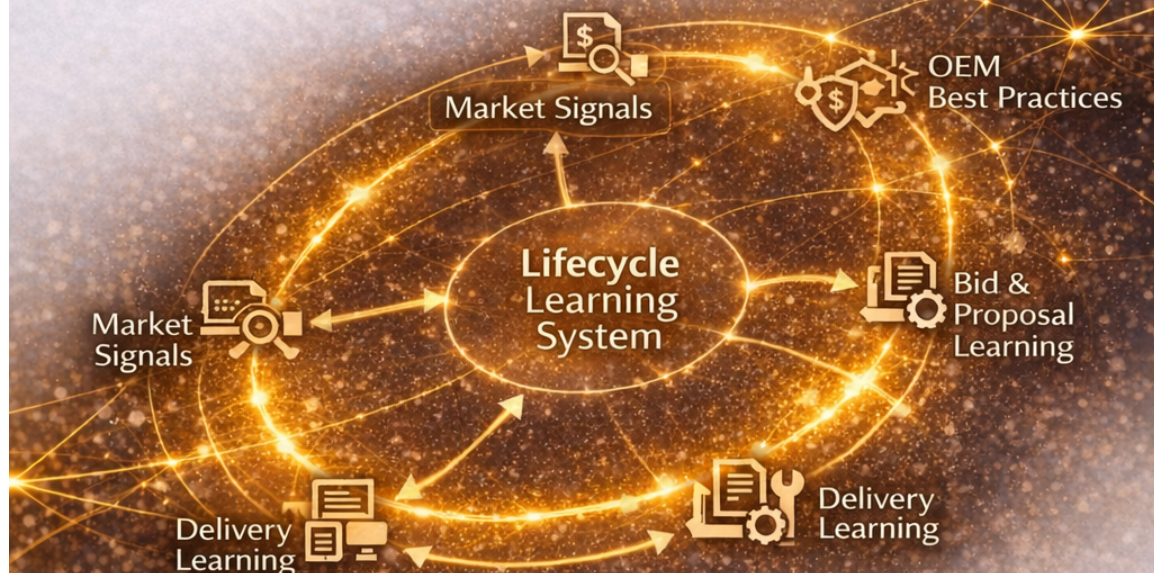 $
Market Signals
$
OEM
Best Practices
Lifecycle
Learning
System
Market
Signals
Bid &
Proposal
Learning
Delivery
Learning
Delivery
Learning